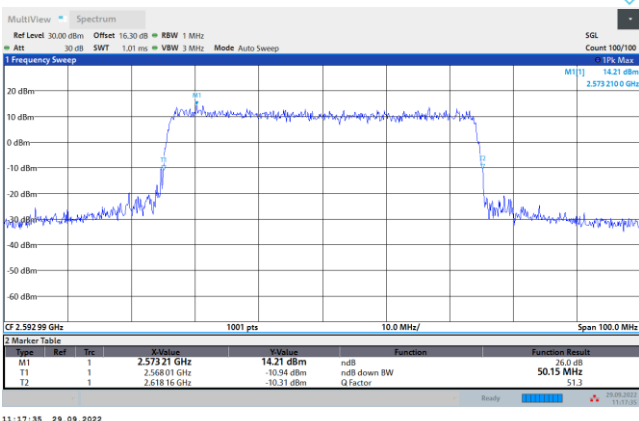 MultiView Spectrum
Ref Level 30.00 dBm Offset 16.30 dB RBW 1 MHz SGL
Att 30 dB SWT 1.01 ms VBW 3 MHz Mode Auto Sweep Count 100/100
1 Frequency Sweep 1Pk Max
M1[1] 14.21 dBm
2.573 210 0 GHz
M1
20 dBm
10 dBm
0 dBm
T1 T2
-10 dBm
-20 dBm
-30 dBm
-40 dBm
-50 dBm
-60 dBm
CF 2.592 99 GHz 1001 pts 10.0 MHz/ Span 100.0 MHz
2 Marker Table
Type Ref Trc X-Value Y-Value Function Function Result
M1 1 2.573 21 GHz 14.21 dBm ndB 26.0 dB
T1 1 2.568 01 GHz -10.94 dBm ndB down BW 50.15 MHz
T2 1 2.618 16 GHz -10.31 dBm Q Factor 51.3
Ready 29.09.2022
11:17:35
11:17:35 29.09.2022